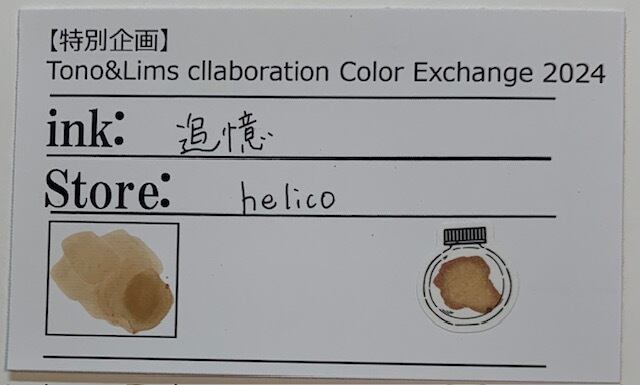 【特別企画】
Tono&Lims cllaboration Color Exchange 2024
ink: 追憶
Store: helico